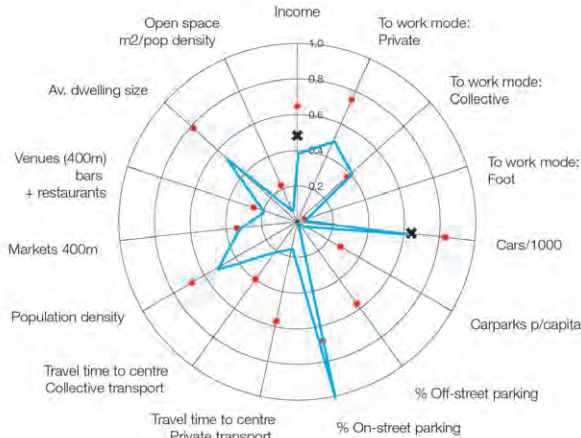 Income
Open space
m2/pop density
To work mode:
Private
Av. dwelling size
To work mode:
Collective
Venues (400m)
bars
+ restaurants
To work mode:
Foot
Markets 400m
Cars/1000
Population density
Carparks p/capita
Travel time to centre
Collective transport
% Off-street parking
Travel time to centre
Private transport
% On-street parking
1.0
0.8
0.6
0.4
0.2